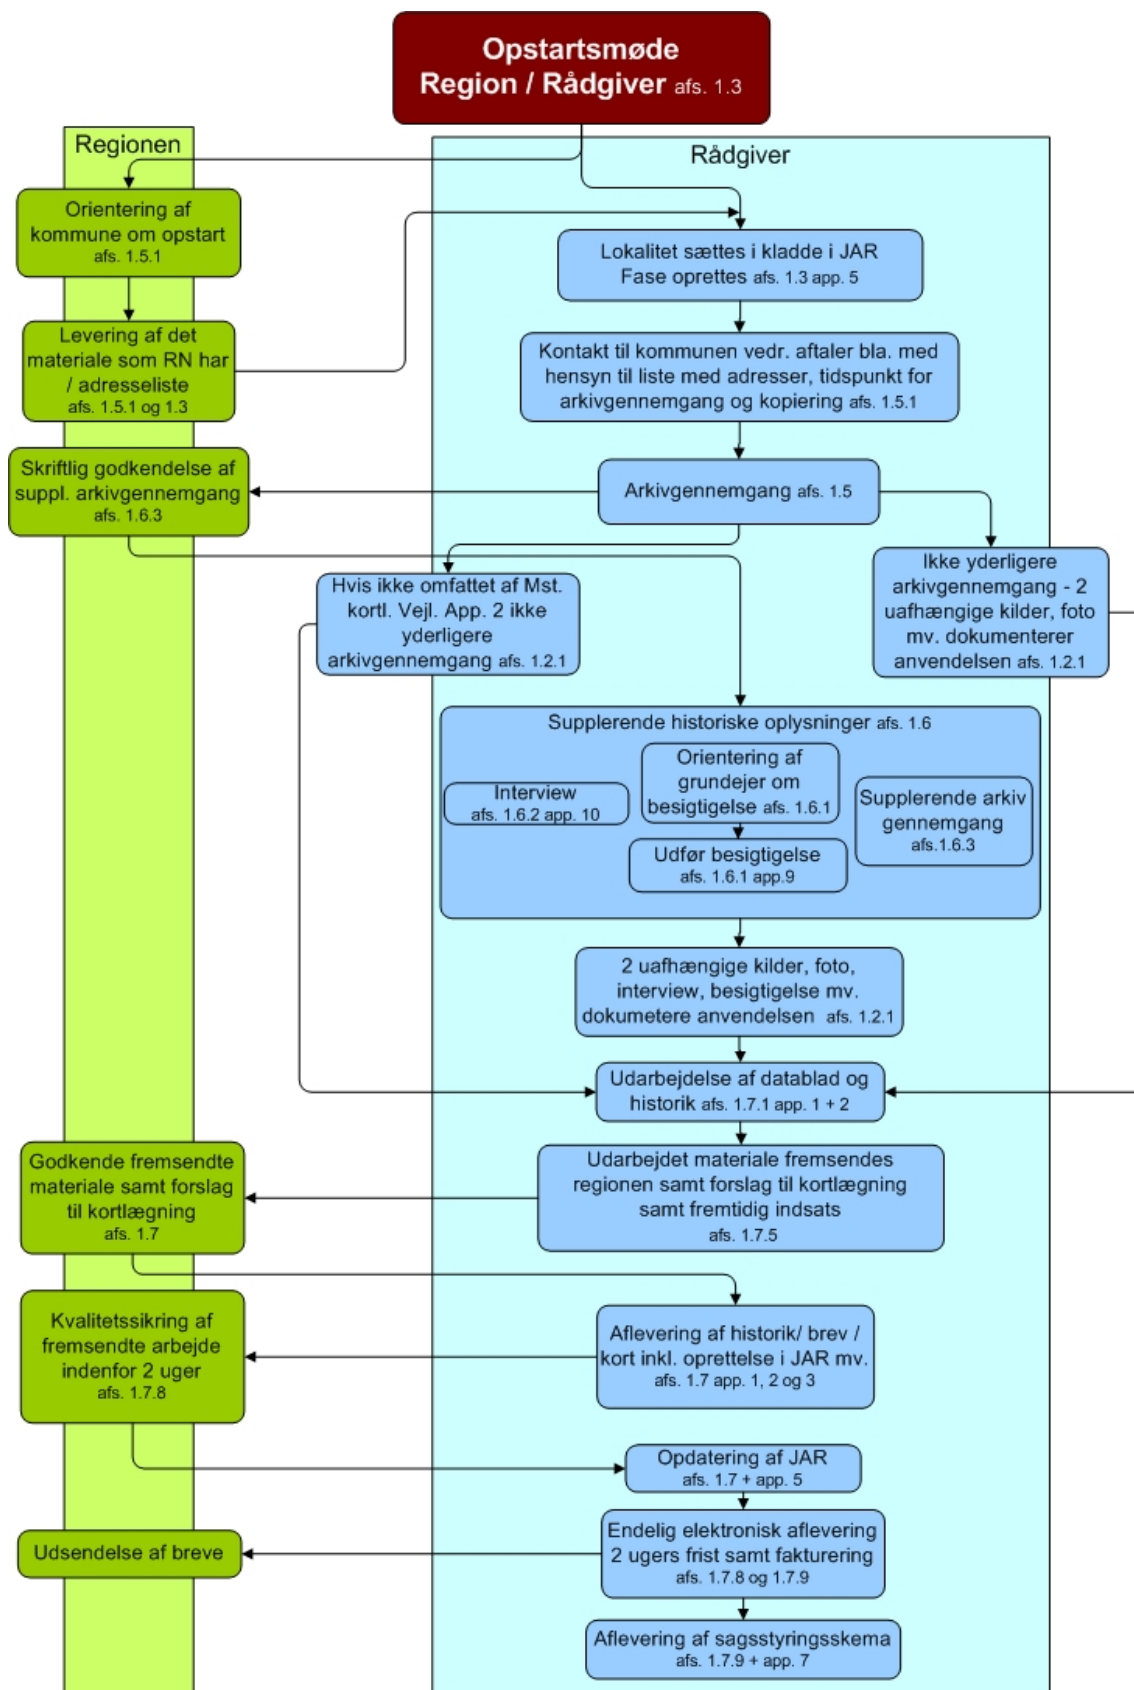 Opstartsmøde
Region / Rådgiver afs. 1.3
Regionen
Rådgiver
Orientering af
kommune om opstart
afs. 1.5.1
Lokalitet sættes i kladde i JAR
Fase oprettes afs. 1.3 app. 5
Levering af det
materiale som RN har
/ adresseliste
afs. 1.5.1 og 1.3
Kontakt til kommunen vedr. aftaler bla. med
hensyn til liste med adresser, tidspunkt for
arkivgennemgang og kopiering afs. 1.5.1
Skriftlig godkendelse af
suppl. arkivgennemgang
afs. 1.6.3
Arkivgennemgang afs. 1.5
Hvis ikke omfattet af Mst.
kortl. Vejl. App. 2 ikke
yderligere
arkivgennemgang afs. 1.2.1
Ikke yderligere
arkivgennemgang - 2
uafhængige kilder, foto
mv. dokumenterer
anvendelsen afs. 1.2.1
Supplerende historiske oplysninger afs. 1.6
Interview
afs. 1.6.2 app. 10
Orientering af
grundejer om
besigtigelse afs. 1.6.1
Udfør besigtigelse
afs. 1.6.1 app.9
Supplerende arkiv
gennemgang
afs.1.6.3
2 uafhængige kilder, foto,
interview, besigtigelse mv.
dokumetere anvendelsen afs. 1.2.1
Udarbejdelse af datablad og
historik afs. 1.7.1 app. 1 + 2
Godkende fremsendte
materiale samt forslag
til kortlægning
afs. 1.7
Udarbejdet materiale fremsendes
regionen samt forslag til kortlægning
samt fremtidig indsats
afs. 1.7.5
Kvalitetssikring af
fremsendte arbejde
indenfor 2 uger
afs. 1.7.8
Aflevering af historik/ brev /
kort inkl. oprettelse i JAR mv.
afs. 1.7 app. 1, 2 og 3
Opdatering af JAR
afs. 1.7 + app. 5
Udsendelse af breve
Endelig elektronisk aflevering
2 ugers frist samt fakturering
afs. 1.7.8 og 1.7.9
Aflevering af sagsstyringsskema
afs. 1.7.9 + app. 7